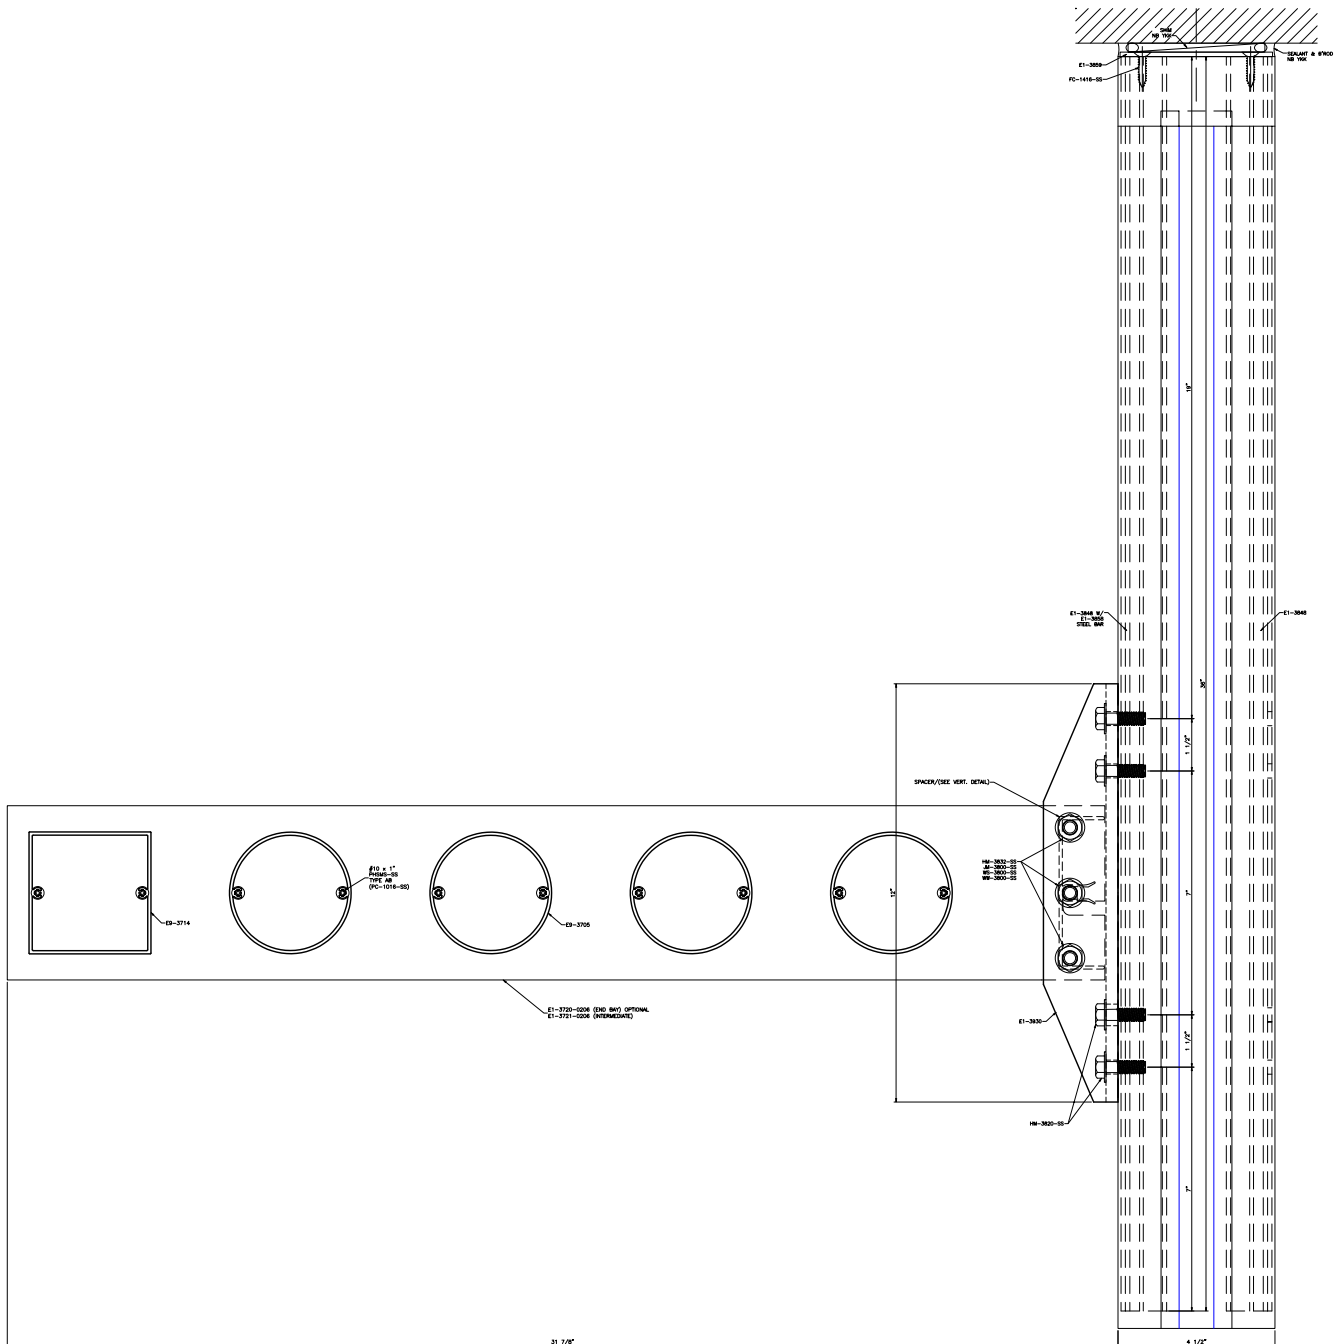 SHIM
NB YKK
SEALANT & B'ROD
NB YKK
E1-3859
FC-1416-SS
19"
E1-3848 W/
E1-3858
STEEL BAR
E1-3848
36"
1 1/2"
SPACER/(SEE VERT. DETAIL)
HM-3832-SS
JM-3800-SS
WS-3800-SS
WW-3800-SS
12"
7"
#10 x 1"
PHSMS-SS
TYPE AB
(PC-1016-SS)
E9-3714
E9-3705
E1-3720-0206 (END BAY) OPTIONAL
E1-3721-0206 (INTERMEDIATE)
E1-3930
1 1/2"
HM-3820-SS
7"
31 7/8"
4 1/2"